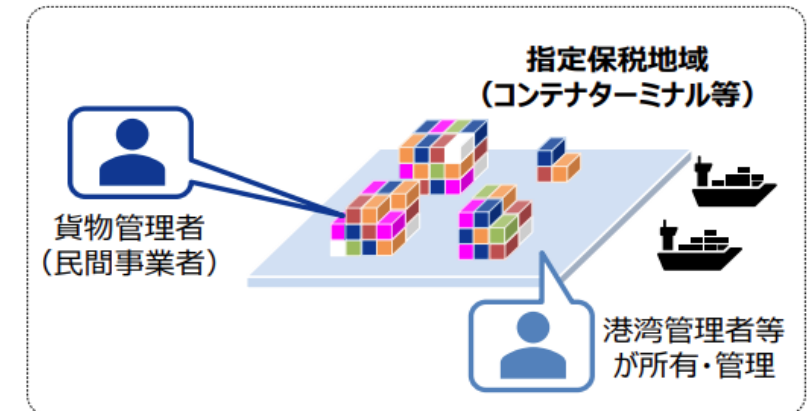 指定保税地域
（コンテナターミナル等）
貨物管理者
（民間事業者）
港湾管理者等
が所有・管理